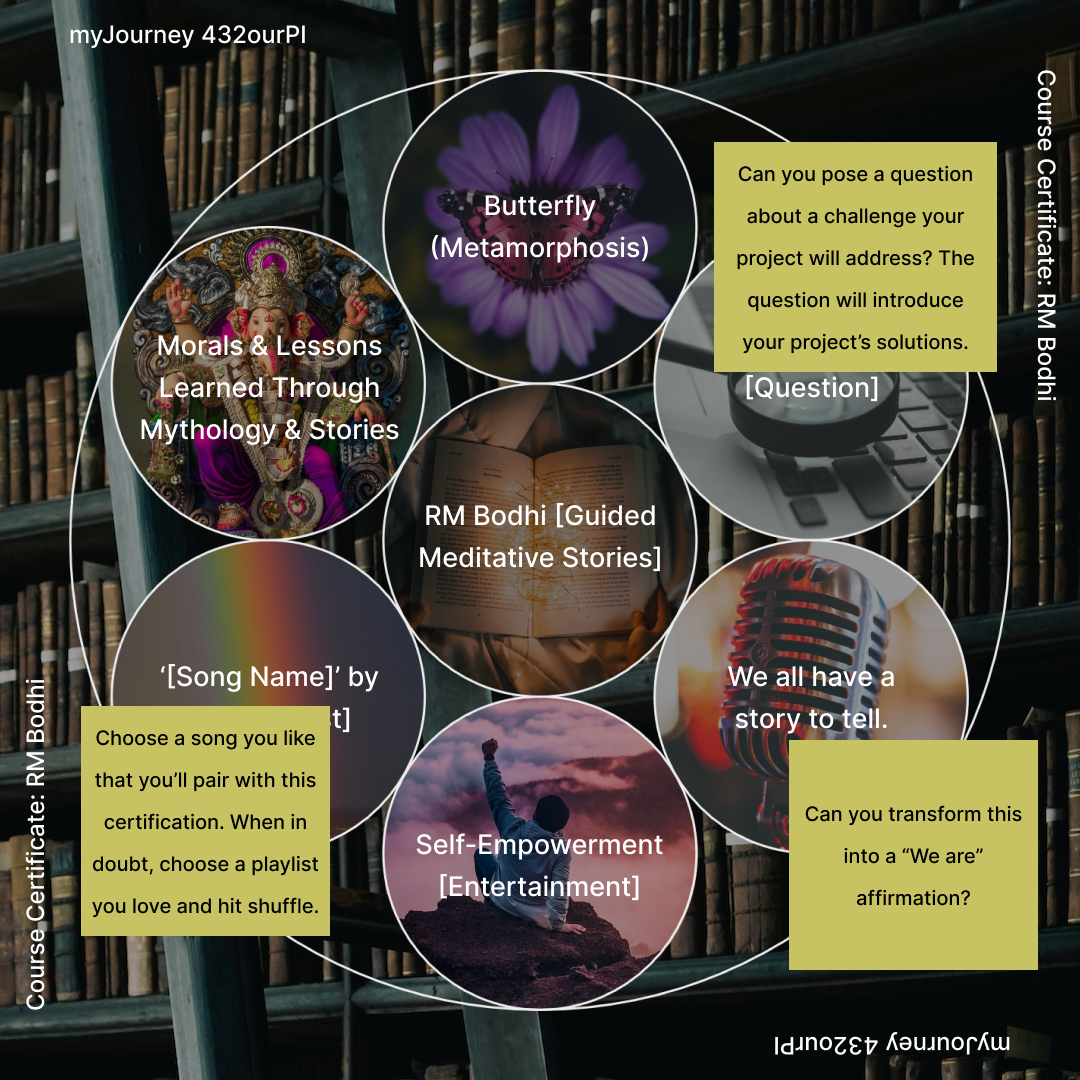 myJourney 432ourPI
Course Certificate: RM Bodhi
Butterfly
(Metamorphosis)
Can you pose a question
about a challenge your
project will address? The
question will introduce
your project’s solutions.
[Question]
Morals & Lessons
Learned Through
Mythology & Stories
RM Bodhi [Guided
Meditative Stories]
‘[Song Name]’ by
t]
Choose a song you like
that you’ll pair with this
certification. When in
doubt, choose a playlist
you love and hit shuffle.
We all have a
story to tell.
Can you transform this
into a “We are”
affirmation?
Self-Empowerment
[Entertainment]
Course Certificate: RM Bodhi
myJourney 432ourPI